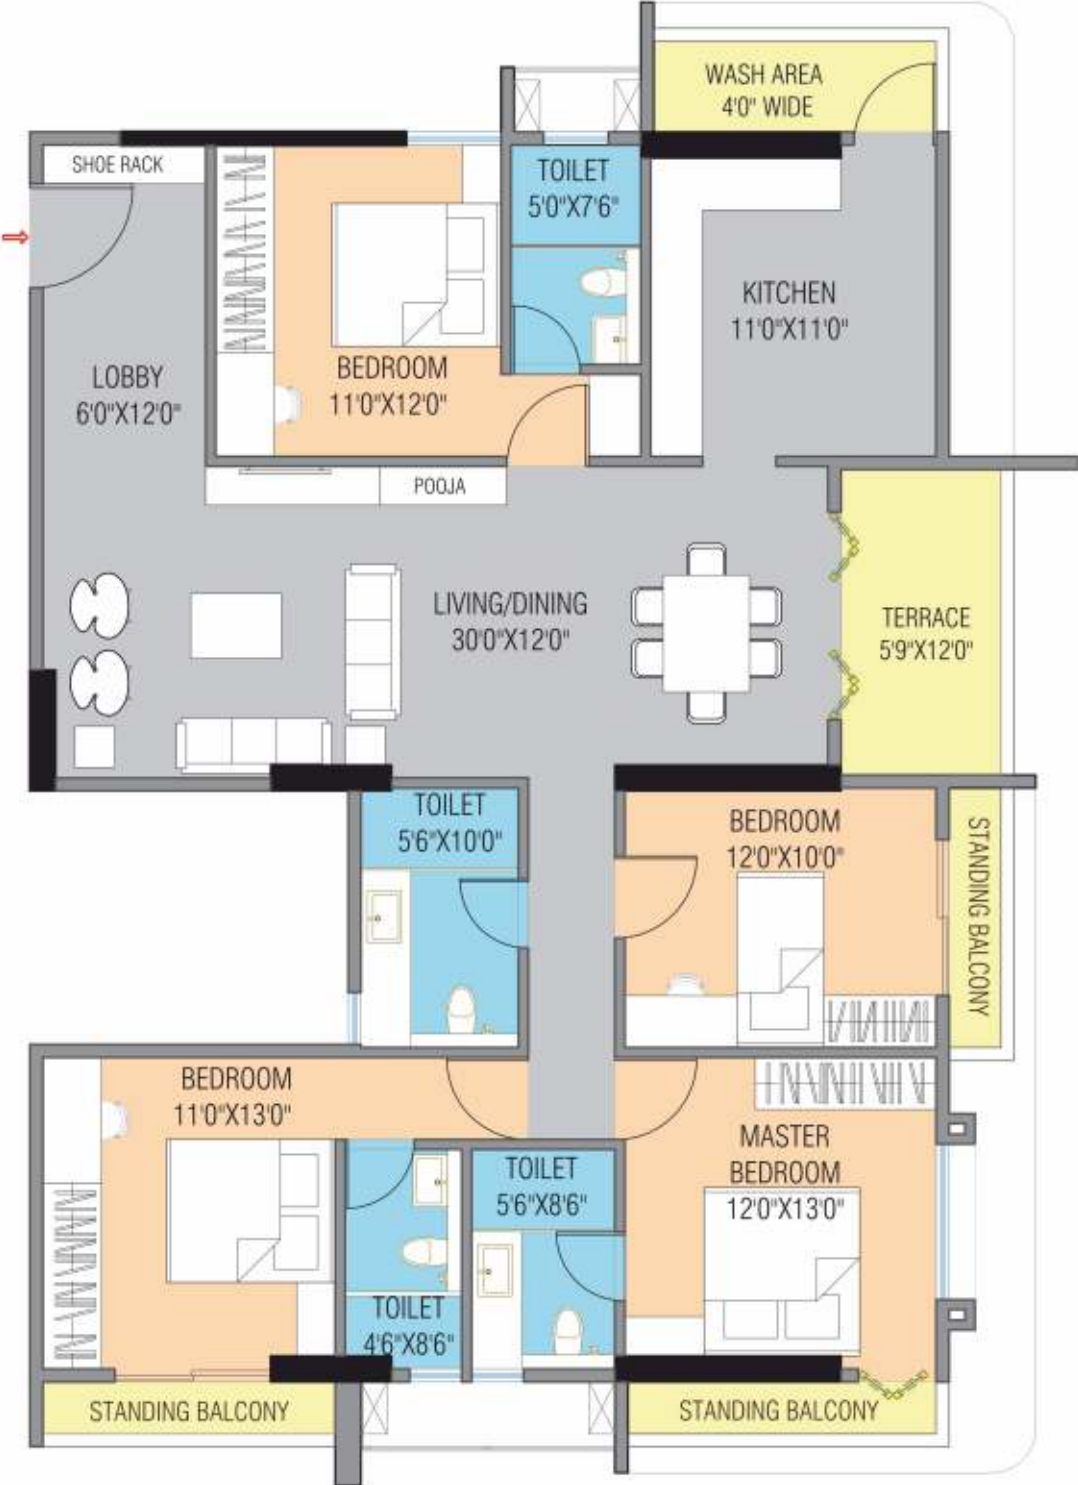 WASH AREA
4'0" WIDE
SHOE RACK
TOILET
5'0"X7'6"
KITCHEN
11'0"X11'0"
LOBBY
6'0"X12'0"
BEDROOM
11'0"X12'0"
POOJA
LIVING/DINING
30'0"X12'0"
TERRACE
5'9"X12'0"
TOILET
5'6"X10'0"
BEDROOM
12'0"X10'0"
STANDING BALCONY
BEDROOM
11'0"X13'0"
MASTER
BEDROOM
12'0"X13'0"
TOILET
5'6"X8'6"
TOILET
4'6"X8'6"
STANDING BALCONY
STANDING BALCONY